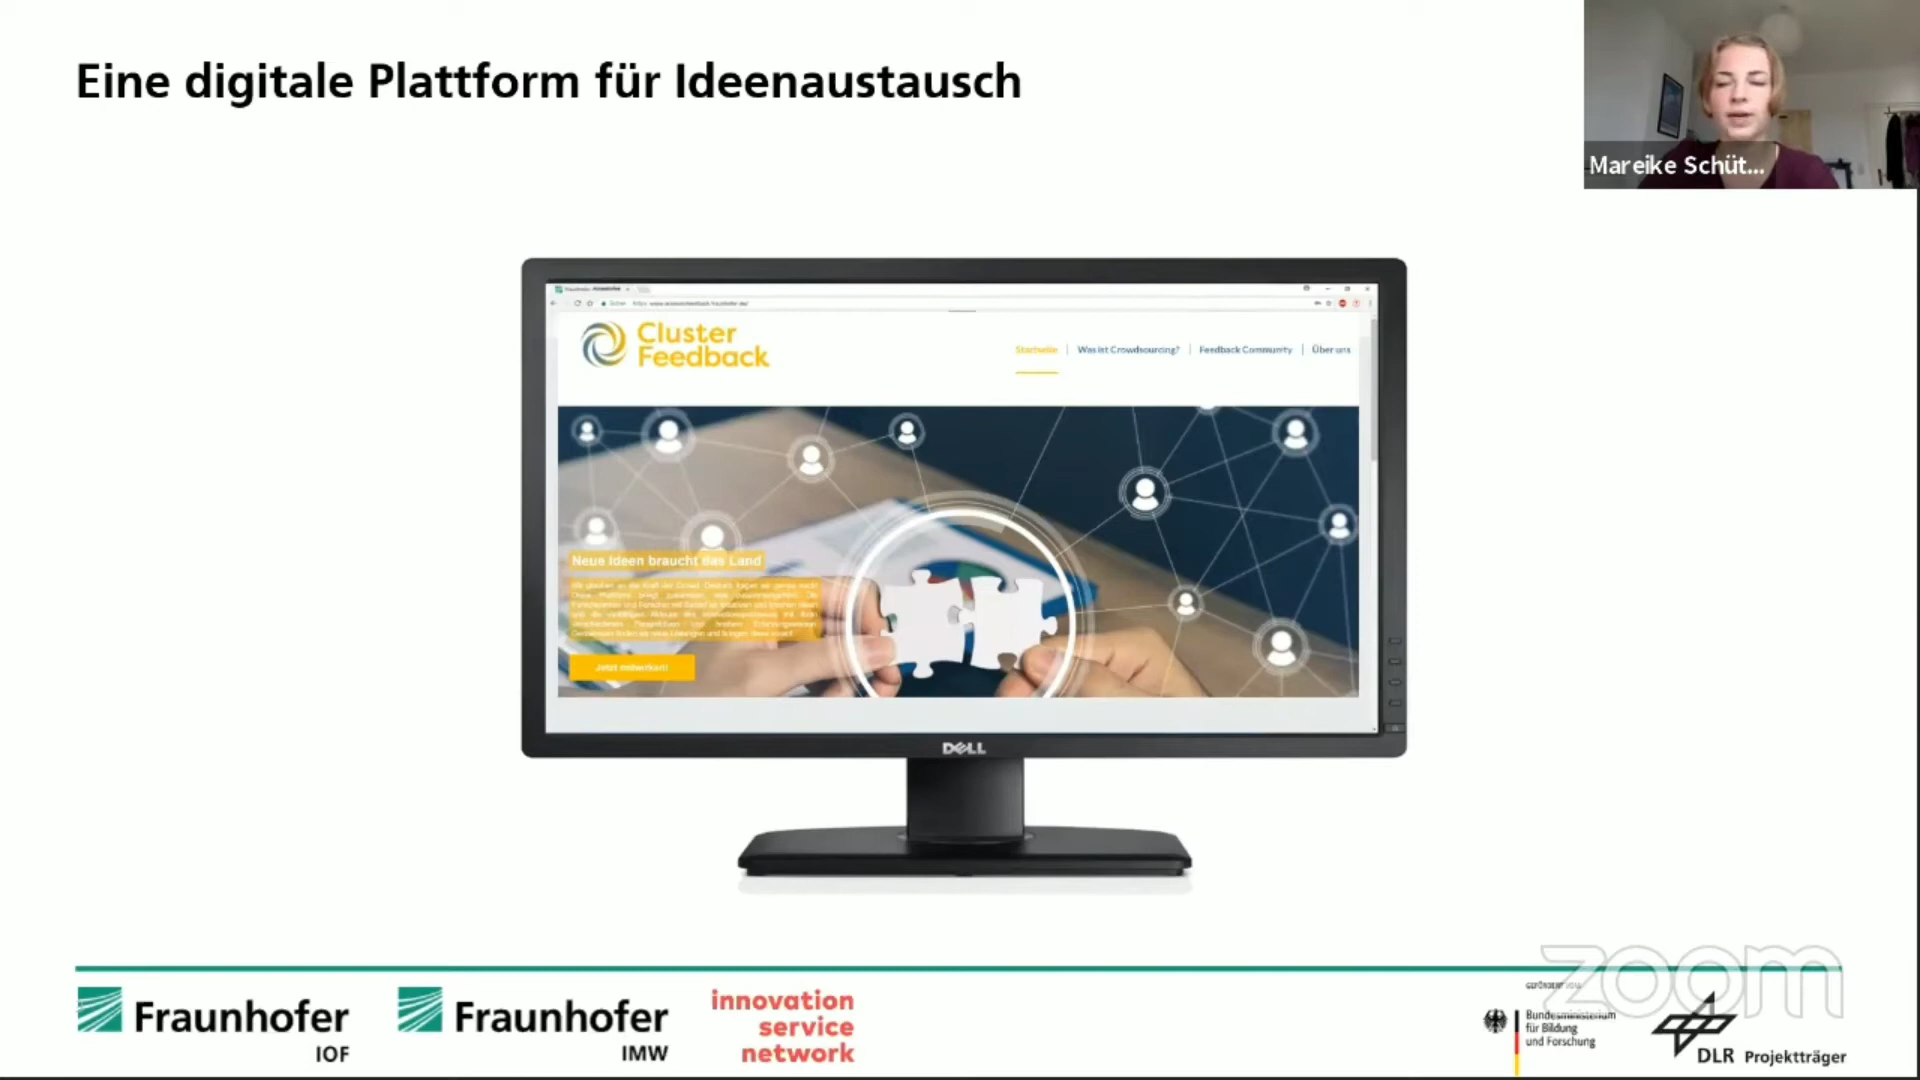 Eine digitale Plattform für Ideenaustausch
Mareike Schüt...
Cluster
Feedback
Startseite
Was ist Crowdsourcing?
Feedback Community
Über uns
Neue Ideen braucht das Land
DELL
zoom
Fraunhofer
IOF
Fraunhofer
IMW
innovation
service
network
GEFÖRDERT VOM
Bundesministerium
für Bildung
und Forschung
DLR Projektträger